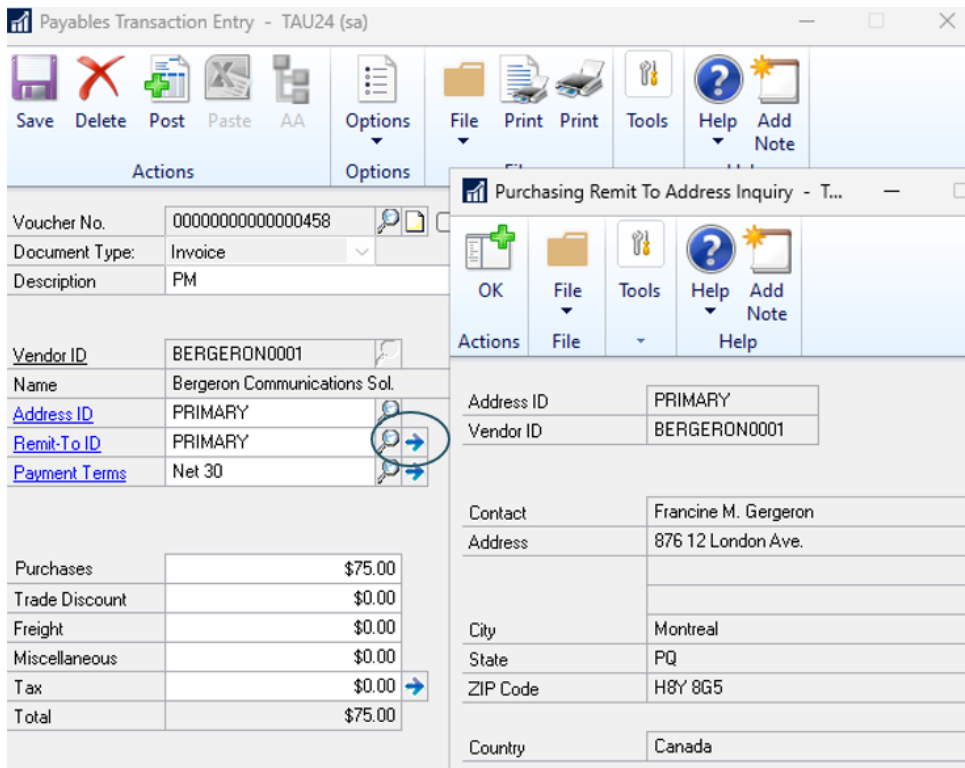 Payables Transaction Entry - TAU24 (sa)
Save Delete Post Paste AA Options File Print Print Tools Help Add Note
Actions Options
Voucher No. 00000000000000458
Document Type: Invoice
Description PM
Vendor ID BERGERON0001
Name Bergeron Communications Sol.
Address ID PRIMARY
Remit-To ID PRIMARY
Payment Terms Net 30
Purchases $75.00
Trade Discount $0.00
Freight $0.00
Miscellaneous $0.00
Tax $0.00
Total $75.00
Purchasing Remit To Address Inquiry - T...
OK File Tools Help Add Note
Actions File Help
Address ID PRIMARY
Vendor ID BERGERON0001
Contact Francine M. Gergeron
Address 876 12 London Ave.
City Montreal
State PQ
ZIP Code H8Y 8G5
Country Canada